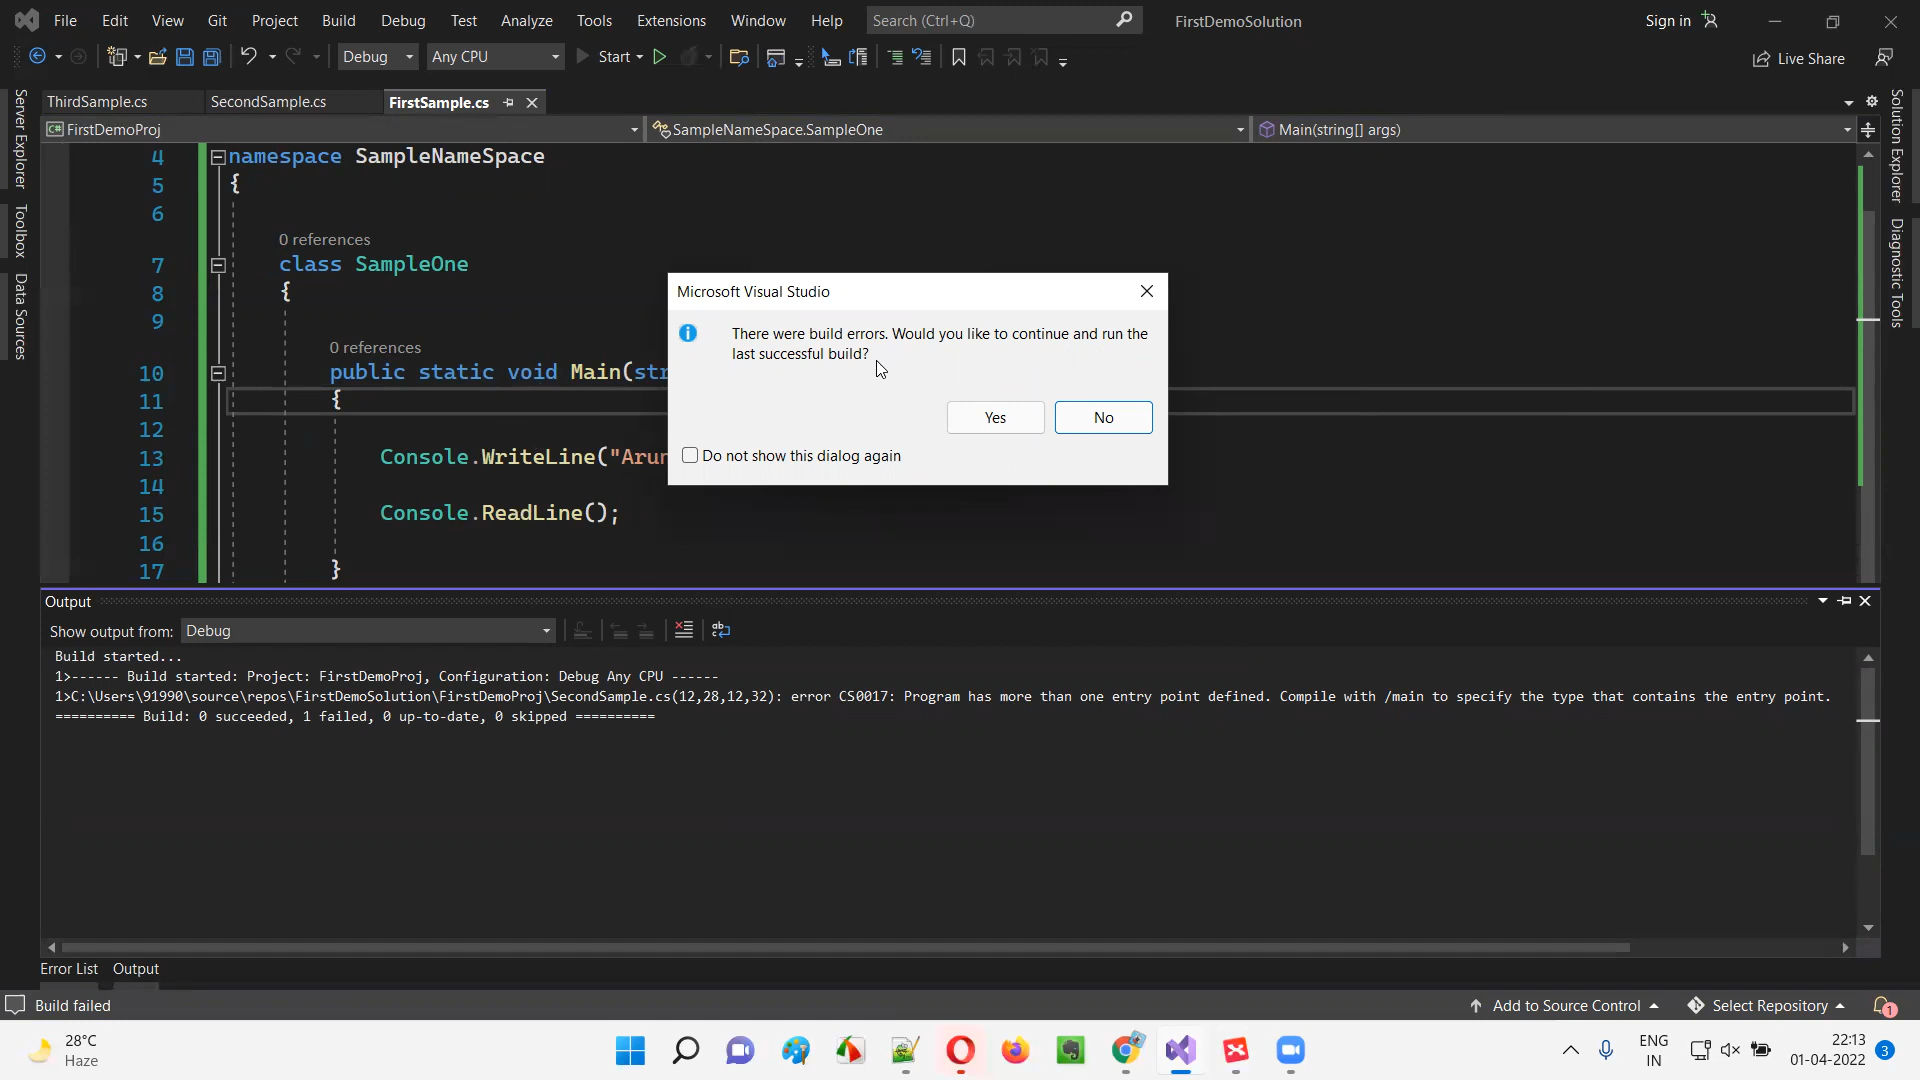 File Edit View Git Project Build Debug Test Analyze Tools Extensions Window Help Search (Ctrl+Q) FirstDemoSolution Sign in
Debug Any CPU Start Live Share
ThirdSample.cs SecondSample.cs FirstSample.cs
FirstDemoProj SampleNameSpace.SampleOne Main(string[] args)
Server Explorer
Toolbox
Data Sources
Solution Explorer
Diagnostic Tools
4 namespace SampleNameSpace
5 {
6
0 references
7 class SampleOne
8 {
9
0 references
10 public static void Main(str
11 {
12
13 Console.WriteLine("Arun
14
15 Console.ReadLine();
16
17 }
Microsoft Visual Studio
There were build errors. Would you like to continue and run the
last successful build?
Yes No
Do not show this dialog again
Output
Show output from: Debug
Build started...
1>------ Build started: Project: FirstDemoProj, Configuration: Debug Any CPU ------
1>C:\Users\91990\source\repos\FirstDemoSolution\FirstDemoProj\SecondSample.cs(12,28,12,32): error CS0017: Program has more than one entry point defined. Compile with /main to specify the type that contains the entry point.
========== Build: 0 succeeded, 1 failed, 0 up-to-date, 0 skipped ==========
Error List Output
Build failed Add to Source Control Select Repository 1
28°C
Haze
ENG
IN
22:13
01-04-2022
3